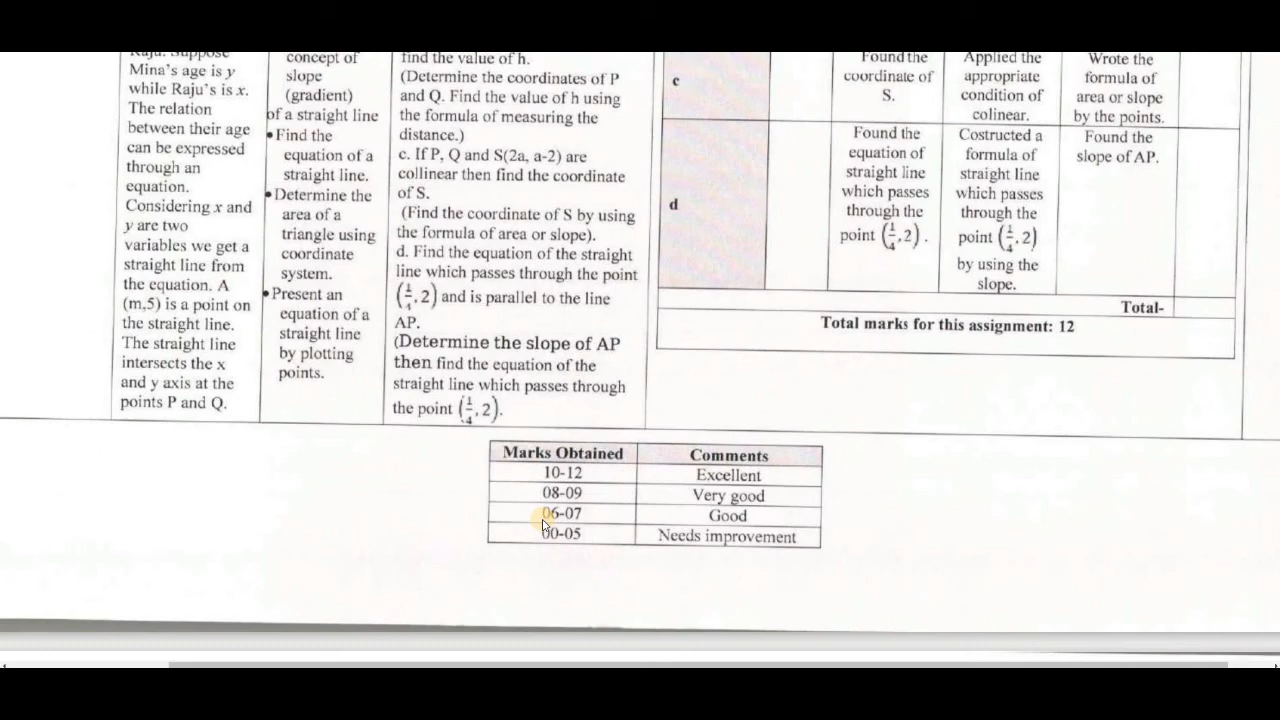 Raju. Suppose
Mina's age is y
while Raju's is x.
The relation
between their age
can be expressed
through an
equation.
Considering x and
y are two
variables we get a
straight line from
the equation. A
(m,5) is a point on
the straight line.
The straight line
intersects the x
and y axis at the
points P and Q.
concept of
slope
(gradient)
of a straight line
• Find the
equation of a
straight line.
• Determine the
area of a
triangle using
coordinate
system.
• Present an
equation of a
straight line
by plotting
points.
find the value of h.
(Determine the coordinates of P
and Q. Find the value of h using
the formula of measuring the
distance.)
c. If P, Q and S(2a, a-2) are
collinear then find the coordinate
of S.
(Find the coordinate of S by using
the formula of area or slope).
d. Find the equation of the straight
line which passes through the point
(1/4, 2) and is parallel to the line
AP.
(Determine the slope of AP
then find the equation of the
straight line which passes through
the point (1/4, 2).
c
Found the
coordinate of
S.
Applied the
appropriate
condition of
colinear.
Wrote the
formula of
area or slope
by the points.
d
Found the
equation of
straight line
which passes
through the
point (1/4, 2).
Costructed a
formula of
straight line
which passes
through the
point (1/4, 2)
by using the
slope.
Found the
slope of AP.
Total-
Total marks for this assignment: 12
Marks Obtained Comments
10-12 Excellent
08-09 Very good
06-07 Good
00-05 Needs improvement